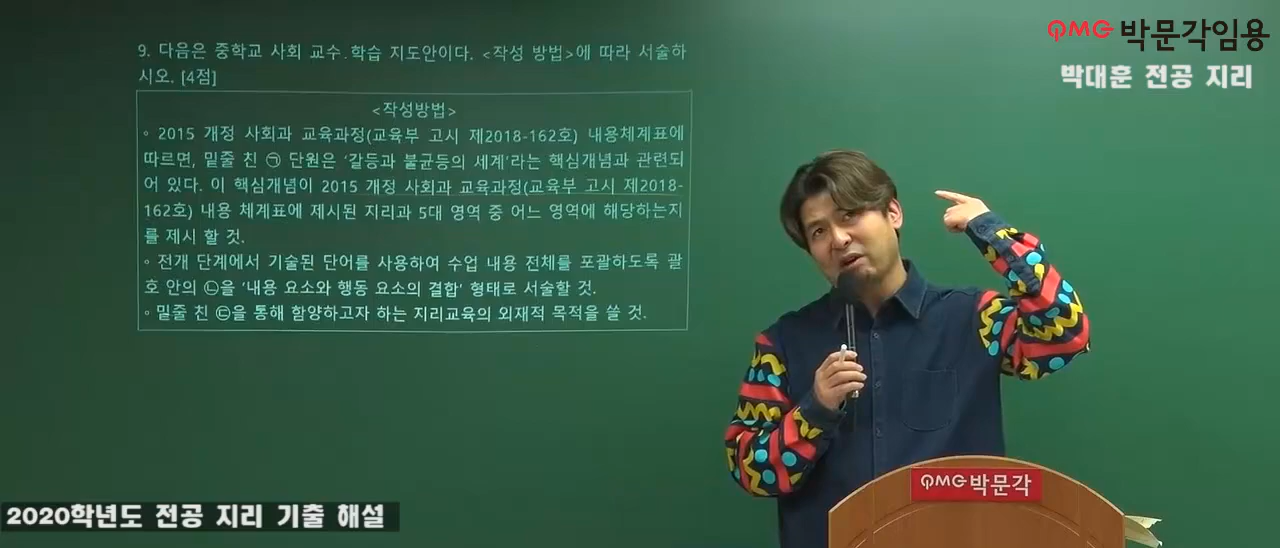 PMG 박문각임용
박대훈 전공 지리
9. 다음은 중학교 사회 교수.학습 지도안이다. <작성 방법>에 따라 서술하
시오. [4점]
<작성방법>
◦ 2015 개정 사회과 교육과정(교육부 고시 제2018-162호) 내용체계표에
따르면, 밑줄 친 ㉠ 단원은 '갈등과 불균등의 세계'라는 핵심개념과 관련되
어 있다. 이 핵심개념이 2015 개정 사회과 교육과정(교육부 고시 제2018-
162호) 내용 체계표에 제시된 지리과 5대 영역 중 어느 영역에 해당하는지
를 제시 할 것.
◦ 전개 단계에서 기술된 단어를 사용하여 수업 내용 전체를 포괄하도록 괄
호 안의 ㉡을 '내용 요소와 행동 요소의 결합' 형태로 서술할 것.
◦ 밑줄 친 ㉢을 통해 함양하고자 하는 지리교육의 외재적 목적을 쓸 것.
PMG 박문각
2020학년도 전공 지리 기출 해설